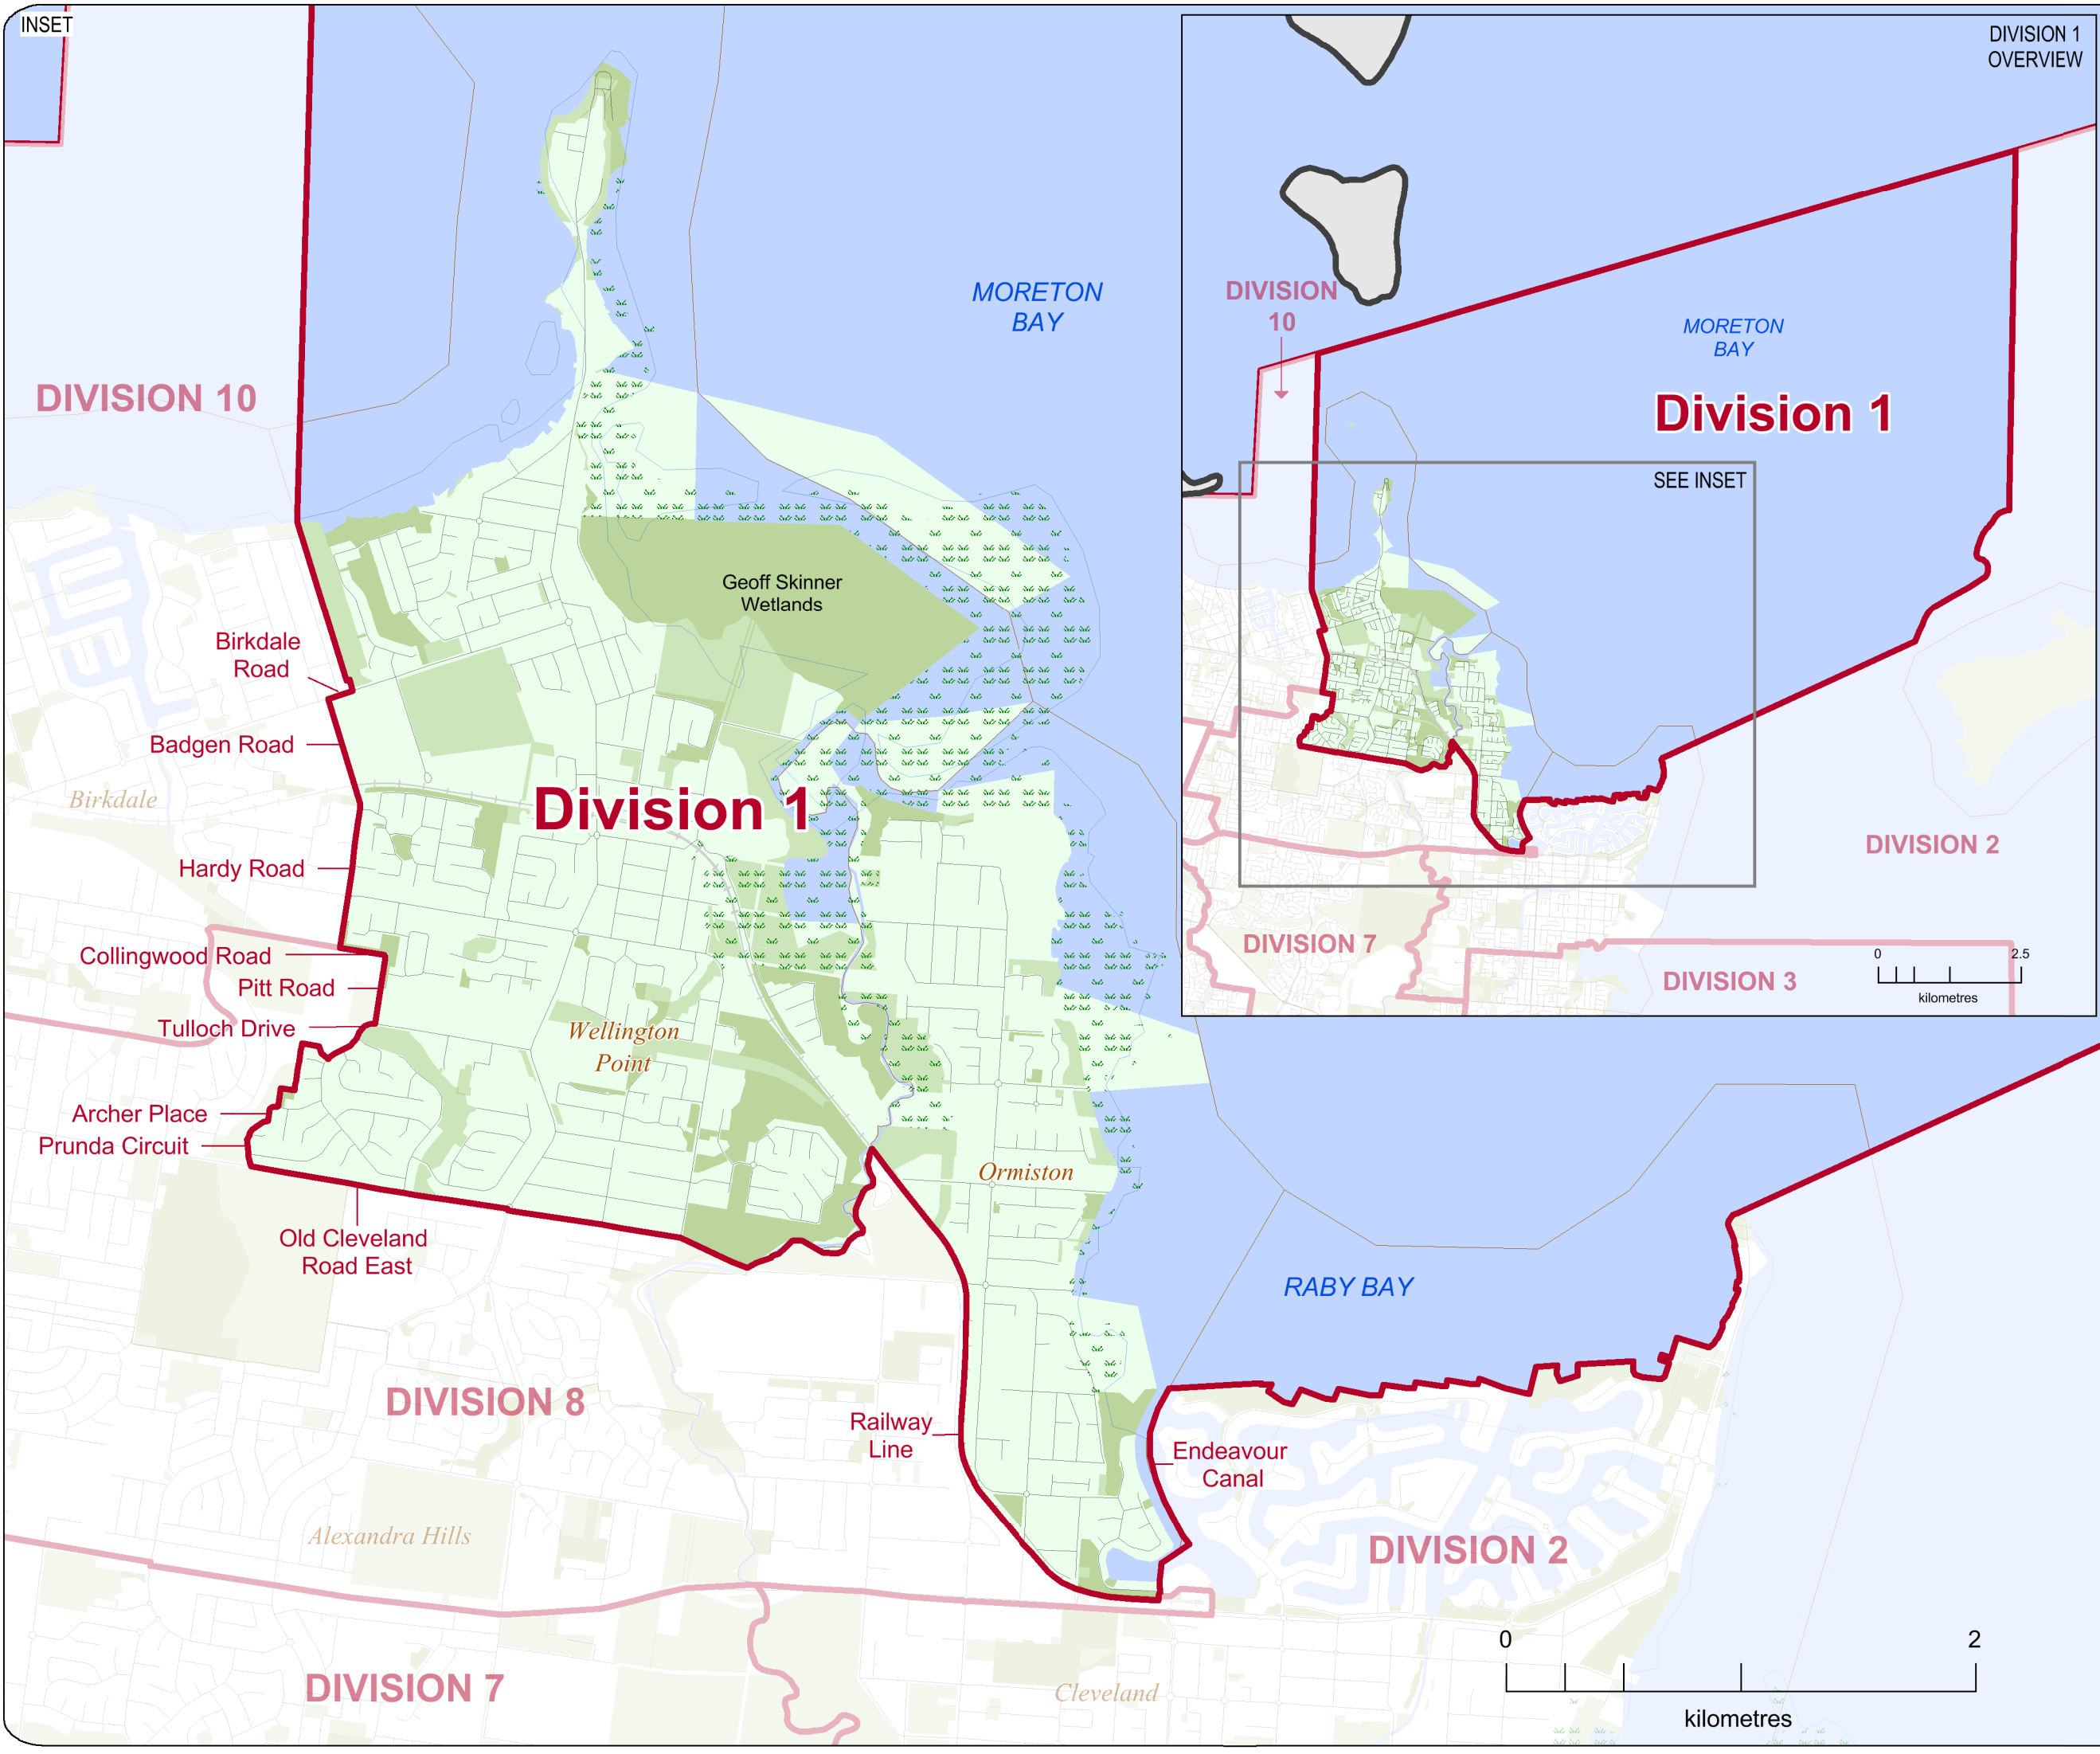 INSET
DIVISION 1
OVERVIEW
DIVISION
10
MORETON
BAY
Division 1
SEE INSET
DIVISION 2
DIVISION 7
DIVISION 3
0
2.5
kilometres
MORETON
BAY
DIVISION 10
Geoff Skinner
Wetlands
Birkdale
Road
Badgen Road
Birkdale
Division 1
Hardy Road
Collingwood Road
Pitt Road
Tulloch Drive
Wellington
Point
Archer Place
Prunda Circuit
Ormiston
Old Cleveland
Road East
RABY BAY
DIVISION 8
Railway
Line
Endeavour
Canal
Alexandra Hills
DIVISION 2
DIVISION 7
Cleveland
0
2
kilometres